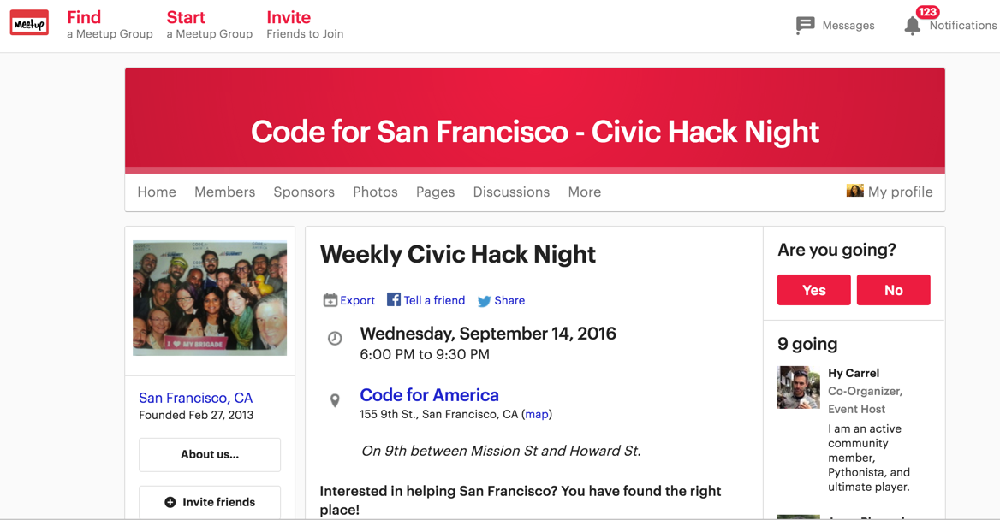 Meetup
Find
a Meetup Group
Start
a Meetup Group
Invite
Friends to Join
Messages
123
Notifications
Code for San Francisco - Civic Hack Night
Home Members Sponsors Photos Pages Discussions More My profile
I ❤ MY BRIGADE
San Francisco, CA
Founded Feb 27, 2013
About us...
Invite friends
Weekly Civic Hack Night
Export Tell a friend Share
Wednesday, September 14, 2016
6:00 PM to 9:30 PM
Code for America
155 9th St., San Francisco, CA (map)
On 9th between Mission St and Howard St.
Interested in helping San Francisco? You have found the right
place!
Are you going?
Yes No
9 going
Hy Carrel
Co-Organizer,
Event Host
I am an active
community
member,
Pythonista, and
ultimate player.